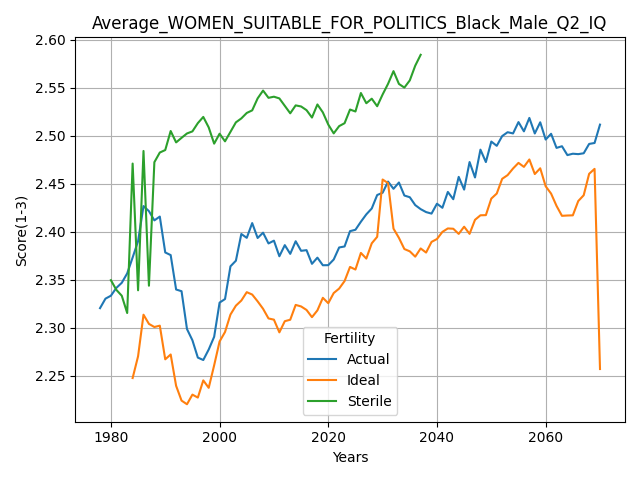 Average_WOMEN_SUITABLE_FOR_POLITICS_Black_Male_Q2_IQ
Score(1-3)
2.60
2.55
2.50
2.45
2.40
2.35
2.30
2.25
Fertility
Actual
Ideal
Sterile
1980 2000 2020 2040 2060
Years